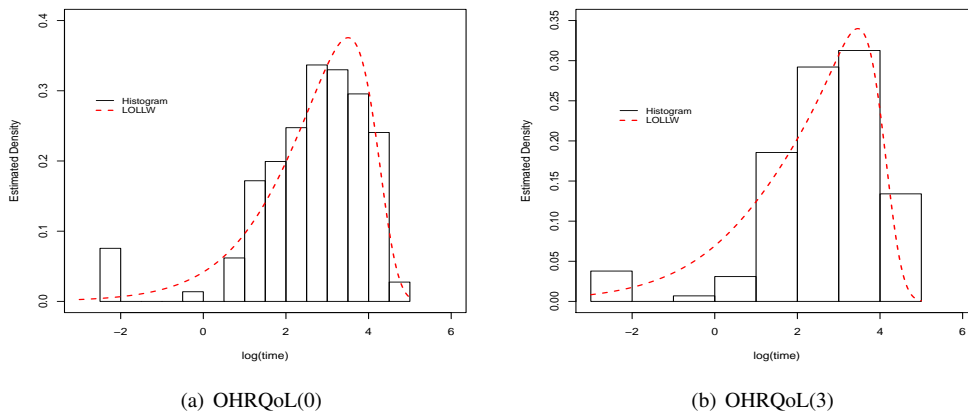 Estimated Density
0.0
0.1
0.2
0.3
0.4
Histogram
LOLLW
−2
0
2
4
6
log(time)
(a) OHRQoL(0)
Estimated Density
0.00
0.05
0.10
0.15
0.20
0.25
0.30
0.35
Histogram
LOLLW
−2
0
2
4
6
log(time)
(b) OHRQoL(3)